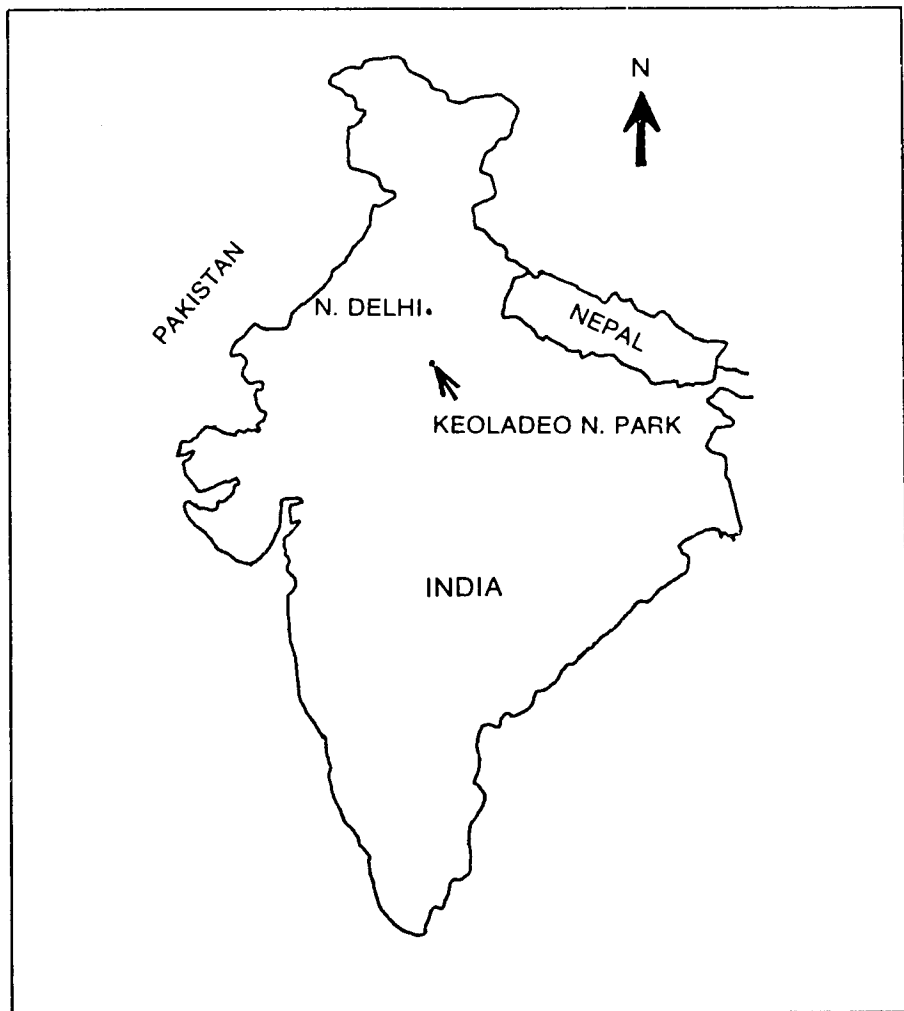 N
PAKISTAN
N. DELHI
NEPAL
KEOLADEO N. PARK
INDIA